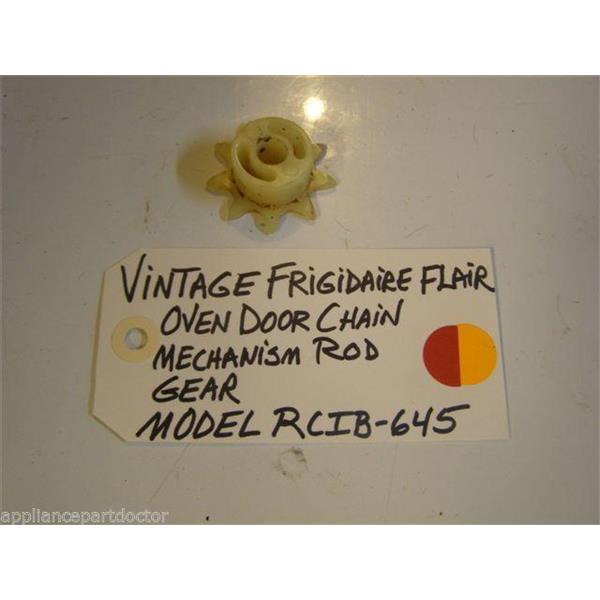 VINTAGE FRIGIDAIRE FLAIR
OVEN DOOR CHAIN
MECHANISM ROD
GEAR
MODEL RCIB-645
appliancepartdoctor